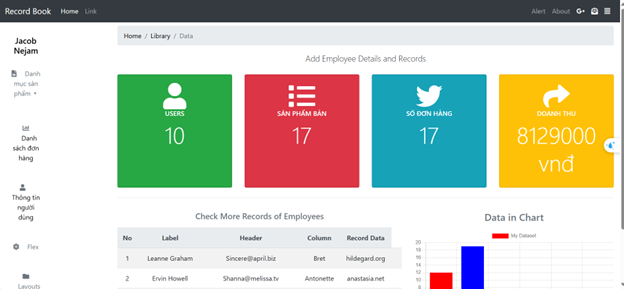 Record Book Home Link Alert About
Jacob
Nejam
Danh
mục sản
phẩm
Danh
sách đơn
hàng
Thông tin
người
dùng
Flex
Layouts
Home / Library / Data
Add Employee Details and Records
USERS
10
SẢN PHẨM BÁN
17
SỐ ĐƠN HÀNG
17
DOANH THU
8129000
vnđ
Check More Records of Employees
No Label Header Column Record Data
1 Leanne Graham Sincere@april.biz Bret hildegard.org
2 Ervin Howell Shanna@melissa.tv Antonette anastasia.net
Data in Chart
My Dataset
20
18
16
14
12
10
8